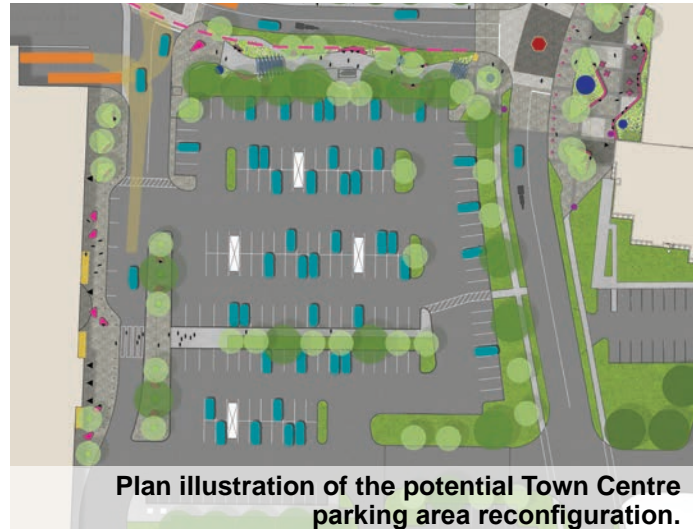 Plan illustration of the potential Town Centre
parking area reconfiguration.